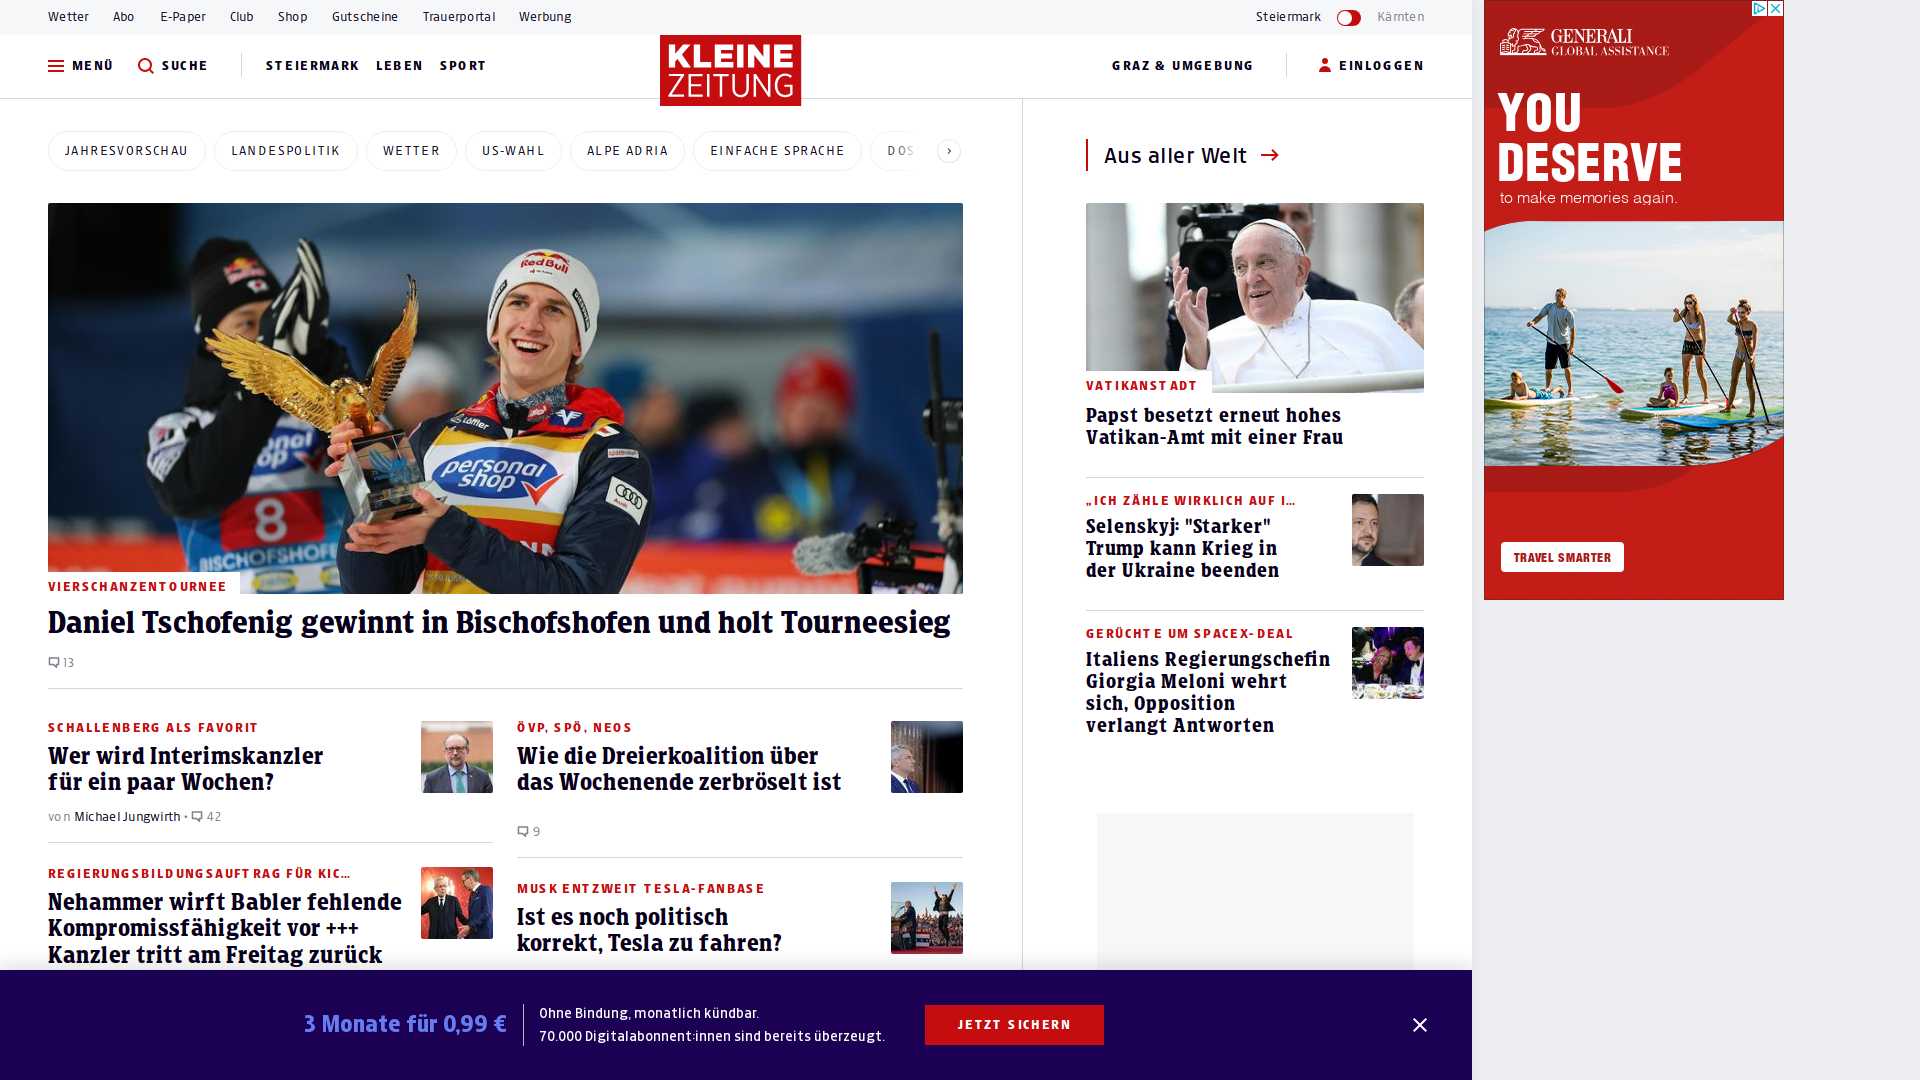 Wetter Abo E-Paper Club Shop Gutscheine Trauerportal Werbung
Steiermark Kärnten
MENÜ SUCHE STEIERMARK LEBEN SPORT
KLEINE
ZEITUNG
GRAZ & UMGEBUNG EINLOGGEN
JAHRESVORSCHAU LANDESPOLITIK WETTER US-WAHL ALPE ADRIA EINFACHE SPRACHE DOS
Red Bull
Löffler
personal
shop
Audi
8
BISCHOFSHOFE
VIERSCHANZENTOURNEE
Daniel Tschofenig gewinnt in Bischofshofen und holt Tourneesieg
13
SCHALLENBERG ALS FAVORIT
Wer wird Interimskanzler
für ein paar Wochen?
von Michael Jungwirth • 42
REGIERUNGSBILDUNGSAUFTRAG FÜR KIC...
Nehammer wirft Babler fehlende
Kompromissfähigkeit vor +++
Kanzler tritt am Freitag zurück
ÖVP, SPÖ, NEOS
Wie die Dreierkoalition über
das Wochenende zerbröselt ist
9
MUSK ENTZWEIT TESLA-FANBASE
Ist es noch politisch
korrekt, Tesla zu fahren?
Aus aller Welt
VATIKANSTADT
Papst besetzt erneut hohes
Vatikan-Amt mit einer Frau
„ICH ZÄHLE WIRKLICH AUF I...
Selenskyj: "Starker"
Trump kann Krieg in
der Ukraine beenden
GERÜCHTE UM SPACEX-DEAL
Italiens Regierungschefin
Giorgia Meloni wehrt
sich, Opposition
verlangt Antworten
GENERALI
GLOBAL ASSISTANCE
YOU
DESERVE
to make memories again.
TRAVEL SMARTER
3 Monate für 0,99 €
Ohne Bindung, monatlich kündbar.
70.000 Digitalabonnent:innen sind bereits überzeugt.
JETZT SICHERN